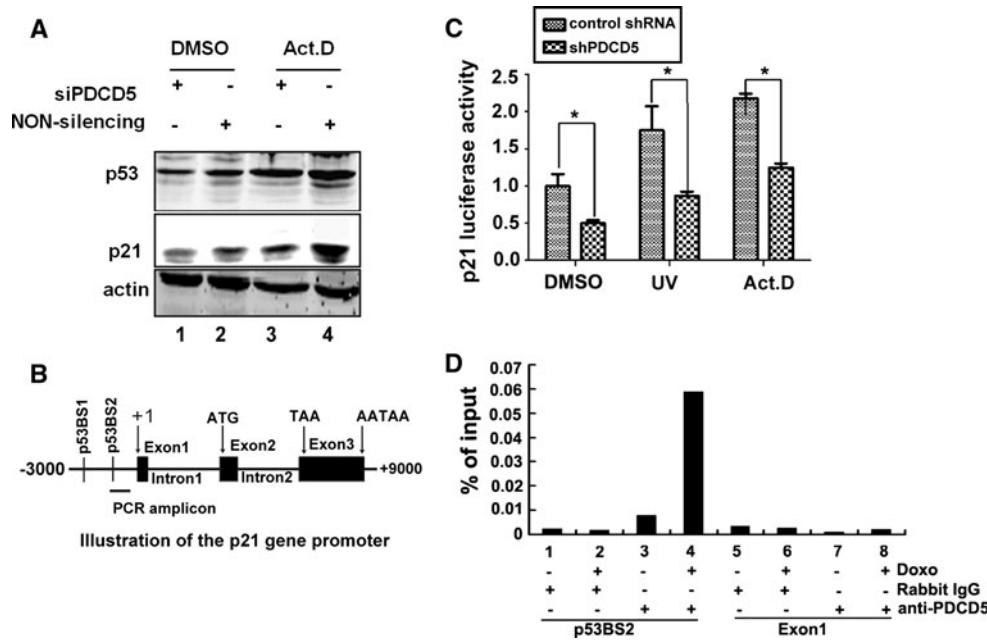 A
DMSO Act.D
siPDCD5 + - + -
NON-silencing - + - +
p53
p21
actin
1 2 3 4
B
p53BS1
p53BS2
+1
ATG
TAA
AATAA
Exon1 Exon2 Exon3
-3000 +9000
Intron1 Intron2
PCR amplicon
Illustration of the p21 gene promoter
C
control shRNA
shPDCD5
p21 luciferase activity
2.5
2.0
1.5
1.0
0.5
0.0
* * *
DMSO UV Act.D
D
% of input
0.07
0.06
0.05
0.04
0.03
0.02
0.01
0
1 2 3 4 5 6 7 8
- + - + - + - + Doxo
+ + - - + + - - Rabbit IgG
- - + + - - + + anti-PDCD5
p53BS2 Exon1